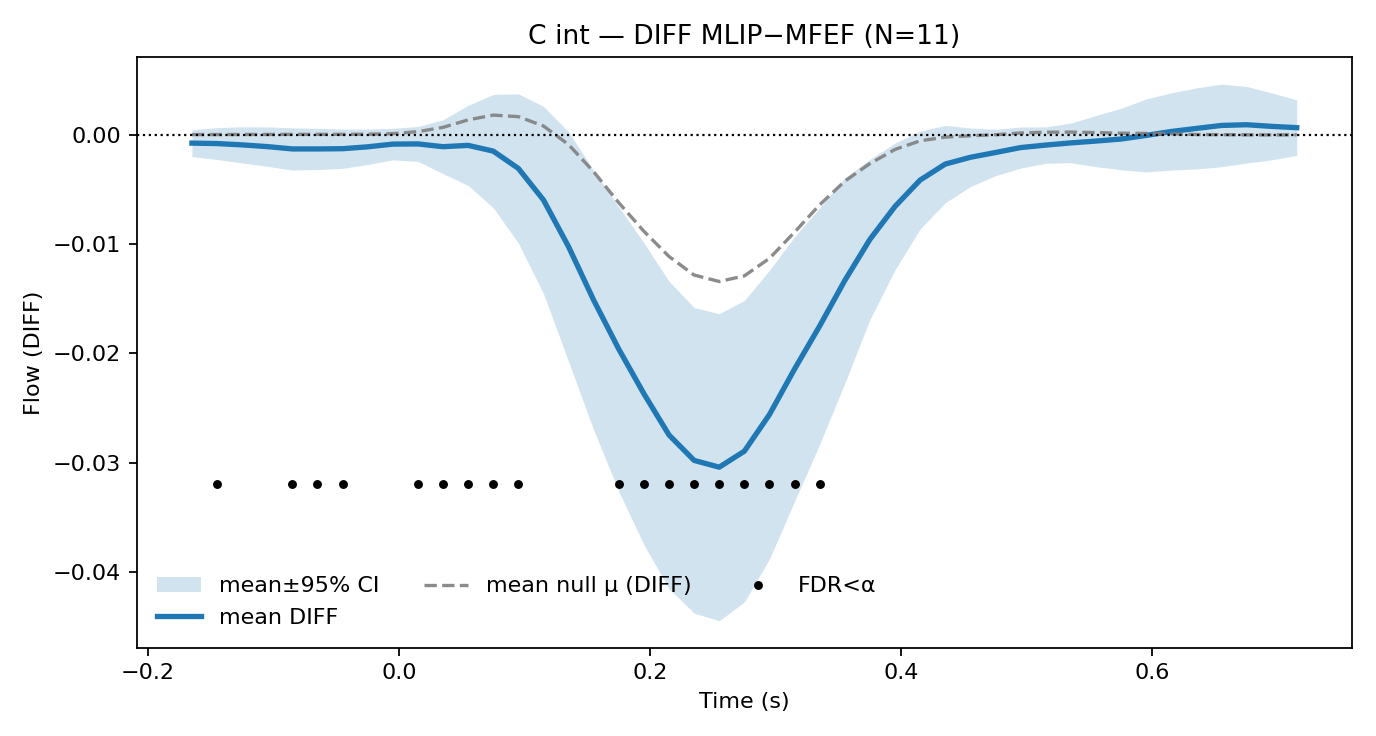 C int — DIFF MLIP−MFEF (N=11)
Flow (DIFF)
0.00
−0.01
−0.02
−0.03
−0.04
mean±95% CI
mean DIFF
mean null μ (DIFF)
FDR<α
−0.2
0.0
0.2
0.4
0.6
Time (s)